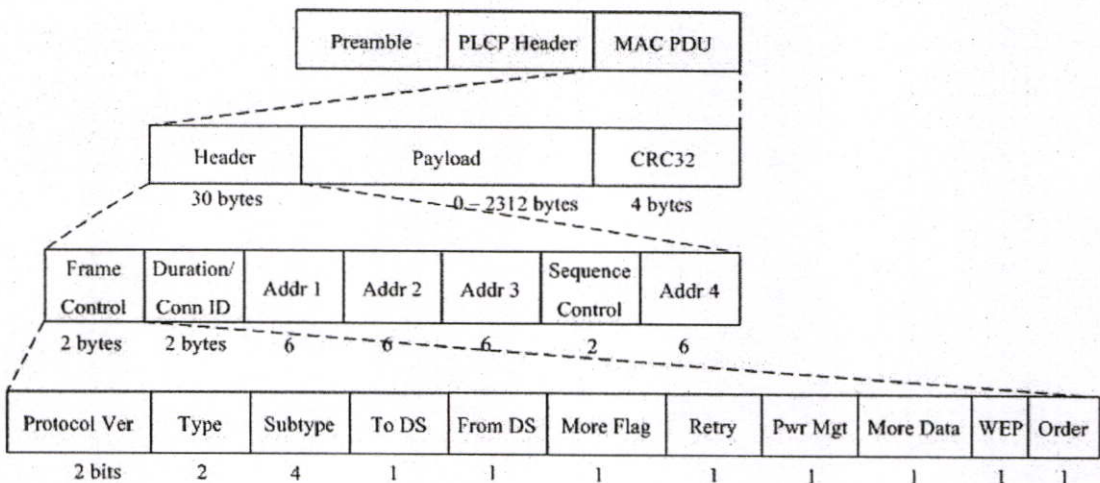 Preamble PLCP Header MAC PDU
Header Payload CRC32
30 bytes 0 – 2312 bytes 4 bytes
Frame Control Duration/ Conn ID Addr 1 Addr 2 Addr 3 Sequence Control Addr 4
2 bytes 2 bytes 6 6 6 2 6
Protocol Ver Type Subtype To DS From DS More Flag Retry Pwr Mgt More Data WEP Order
2 bits 2 4 1 1 1 1 1 1 1 1